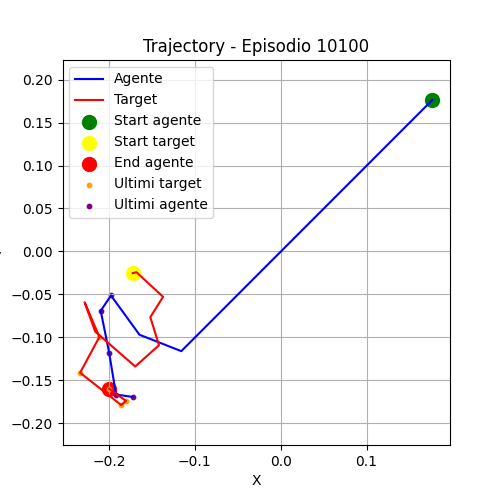 Trajectory - Episodio 10100
Agente
Target
Start agente
Start target
End agente
Ultimi target
Ultimi agente
0.20
0.15
0.10
0.05
0.00
−0.05
−0.10
−0.15
−0.20
−0.2
−0.1
0.0
0.1
X